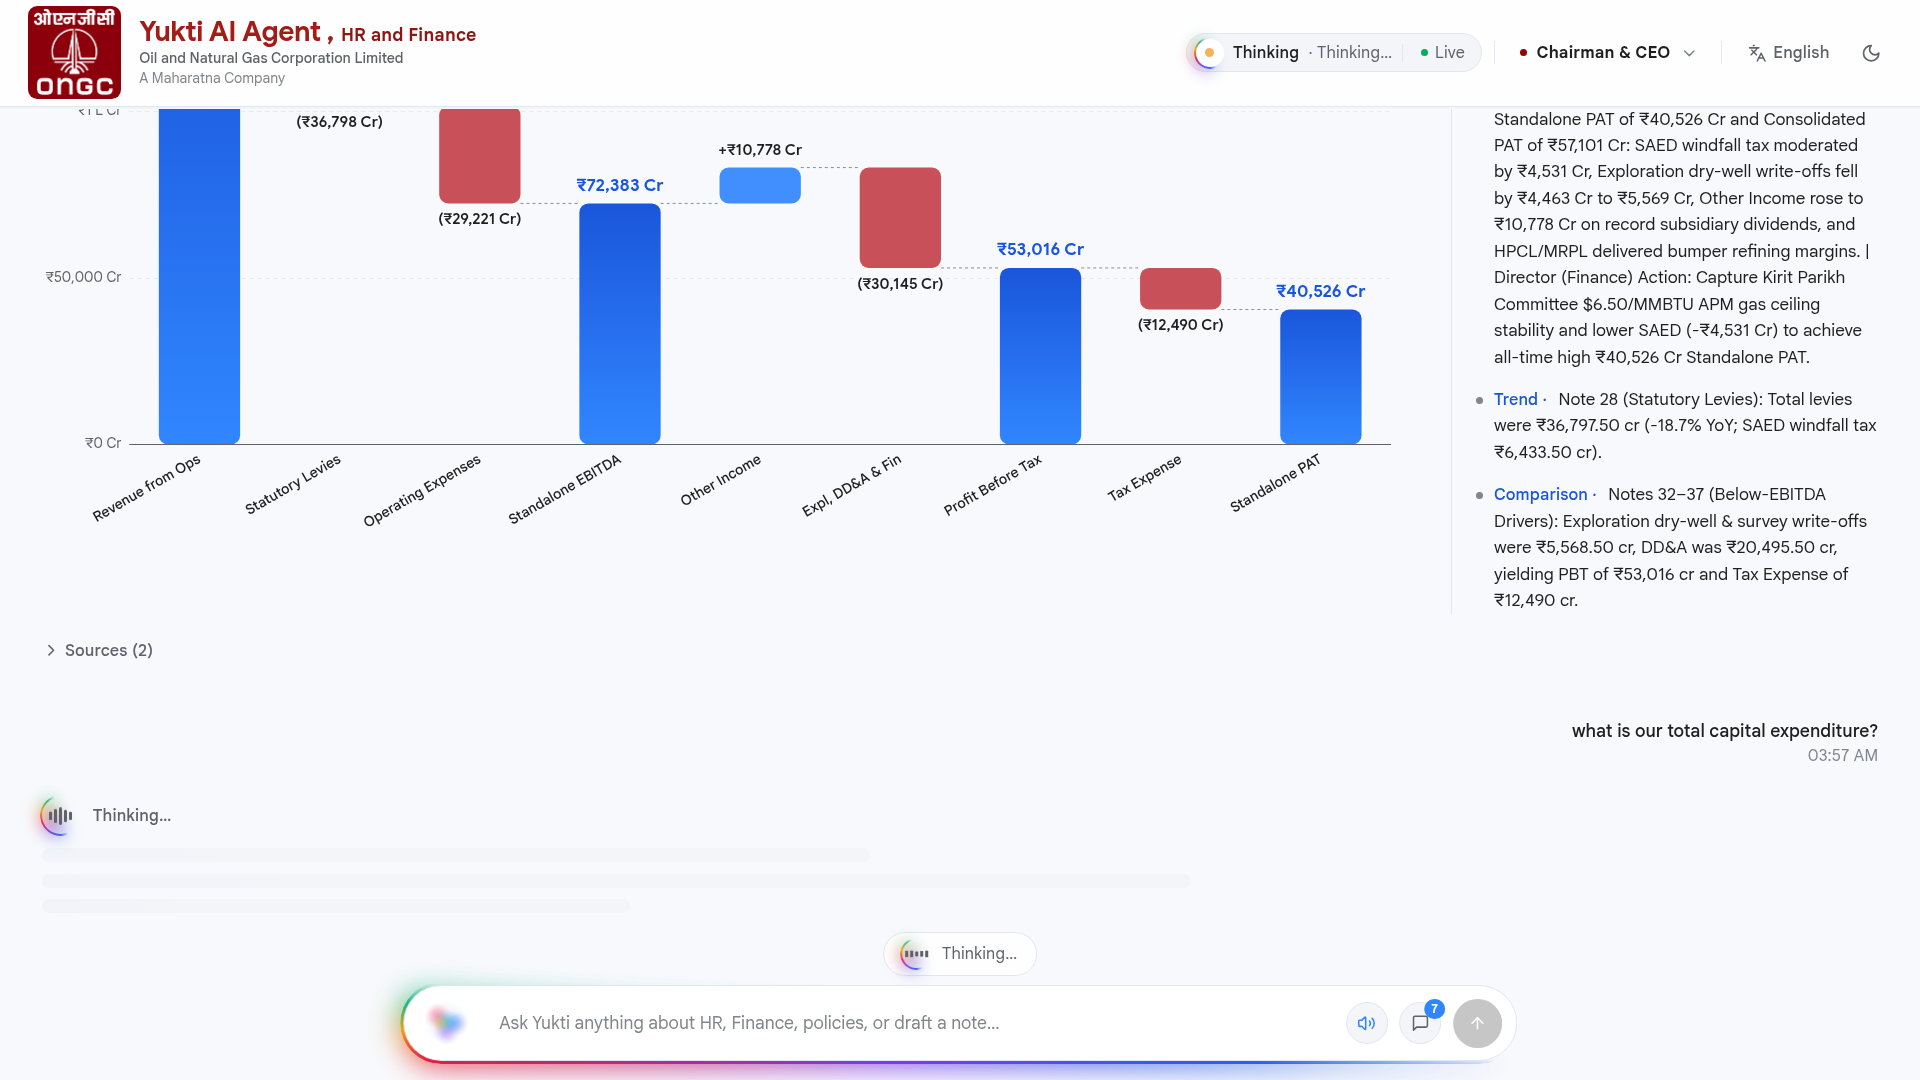 ओएनजीसी
ONGC
Yukti AI Agent , HR and Finance
Oil and Natural Gas Corporation Limited
A Maharatna Company
Thinking · Thinking...
Live
Chairman & CEO
English
(₹36,798 Cr)
(₹29,221 Cr)
₹72,383 Cr
+₹10,778 Cr
(₹30,145 Cr)
₹53,016 Cr
(₹12,490 Cr)
₹40,526 Cr
₹50,000 Cr
₹0 Cr
Revenue from Ops
Statutory Levies
Operating Expenses
Standalone EBITDA
Other Income
Expl, DD&A & Fin
Profit Before Tax
Tax Expense
Standalone PAT
Standalone PAT of ₹40,526 Cr and Consolidated
PAT of ₹57,101 Cr: SAED windfall tax moderated
by ₹4,531 Cr, Exploration dry-well write-offs fell
by ₹4,463 Cr to ₹5,569 Cr, Other Income rose to
₹10,778 Cr on record subsidiary dividends, and
HPCL/MRPL delivered bumper refining margins. |
Director (Finance) Action: Capture Kirit Parikh
Committee $6.50/MMBTU APM gas ceiling
stability and lower SAED (-₹4,531 Cr) to achieve
all-time high ₹40,526 Cr Standalone PAT.
Trend · Note 28 (Statutory Levies): Total levies
were ₹36,797.50 cr (-18.7% YoY; SAED windfall tax
₹6,433.50 cr).
Comparison · Notes 32–37 (Below-EBITDA
Drivers): Exploration dry-well & survey write-offs
were ₹5,568.50 cr, DD&A was ₹20,495.50 cr,
yielding PBT of ₹53,016 cr and Tax Expense of
₹12,490 cr.
Sources (2)
what is our total capital expenditure?
03:57 AM
Thinking...
Thinking...
Ask Yukti anything about HR, Finance, policies, or draft a note...
7